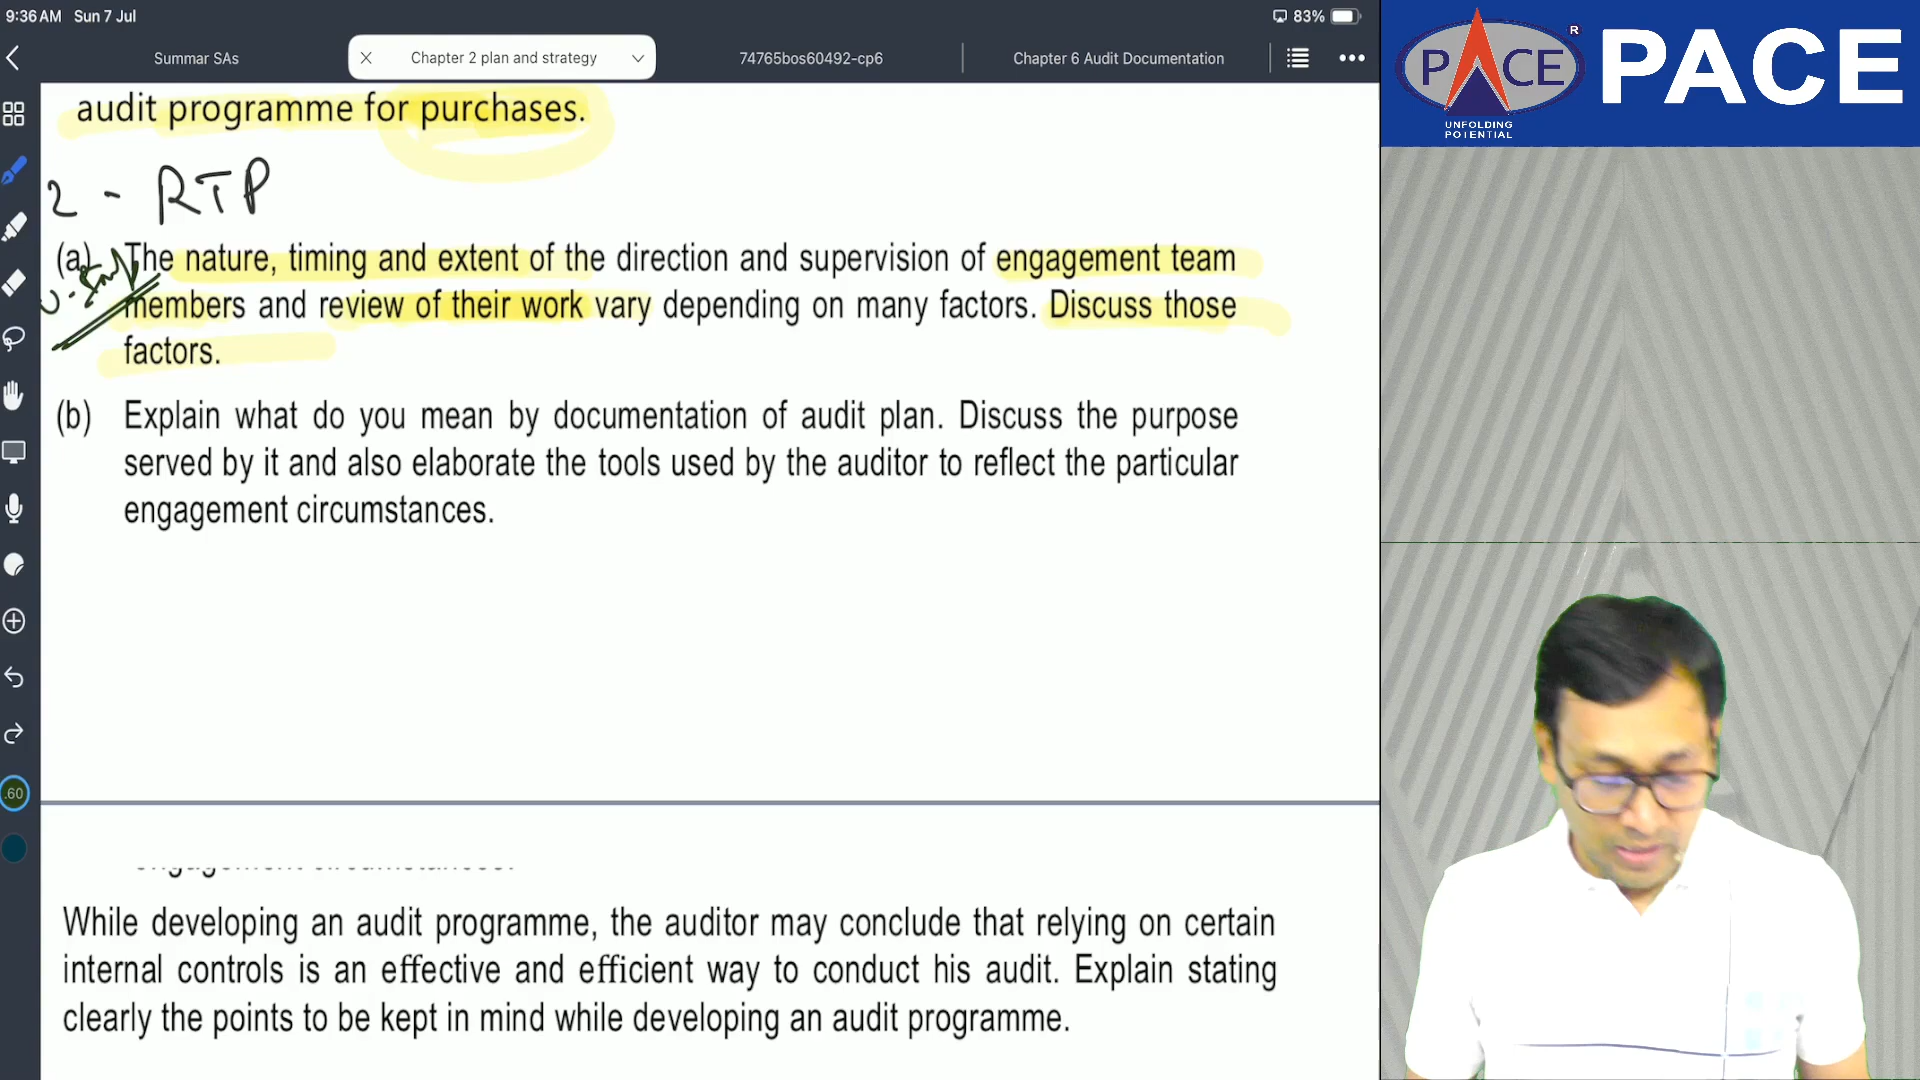 9:36 AM Sun 7 Jul
83%
Summar SAs
Chapter 2 plan and strategy
74765bos60492-cp6
Chapter 6 Audit Documentation
PACE
®
UNFOLDING
POTENTIAL
PACE
audit programme for purchases.
2 - RTP
(a) The nature, timing and extent of the direction and supervision of engagement team
members and review of their work vary depending on many factors. Discuss those
factors.
(b) Explain what do you mean by documentation of audit plan. Discuss the purpose
served by it and also elaborate the tools used by the auditor to reflect the particular
engagement circumstances.
.60
While developing an audit programme, the auditor may conclude that relying on certain
internal controls is an effective and efficient way to conduct his audit. Explain stating
clearly the points to be kept in mind while developing an audit programme.